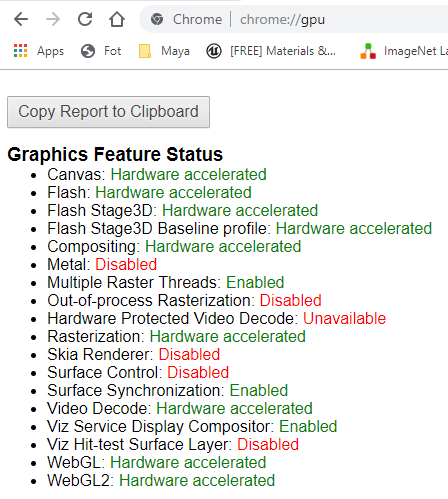 Chrome | chrome://gpu
Apps Fot Maya [FREE] Materials &... ImageNet La
Copy Report to Clipboard
Graphics Feature Status
Canvas: Hardware accelerated
Flash: Hardware accelerated
Flash Stage3D: Hardware accelerated
Flash Stage3D Baseline profile: Hardware accelerated
Compositing: Hardware accelerated
Metal: Disabled
Multiple Raster Threads: Enabled
Out-of-process Rasterization: Disabled
Hardware Protected Video Decode: Unavailable
Rasterization: Hardware accelerated
Skia Renderer: Disabled
Surface Control: Disabled
Surface Synchronization: Enabled
Video Decode: Hardware accelerated
Viz Service Display Compositor: Enabled
Viz Hit-test Surface Layer: Disabled
WebGL: Hardware accelerated
WebGL2: Hardware accelerated